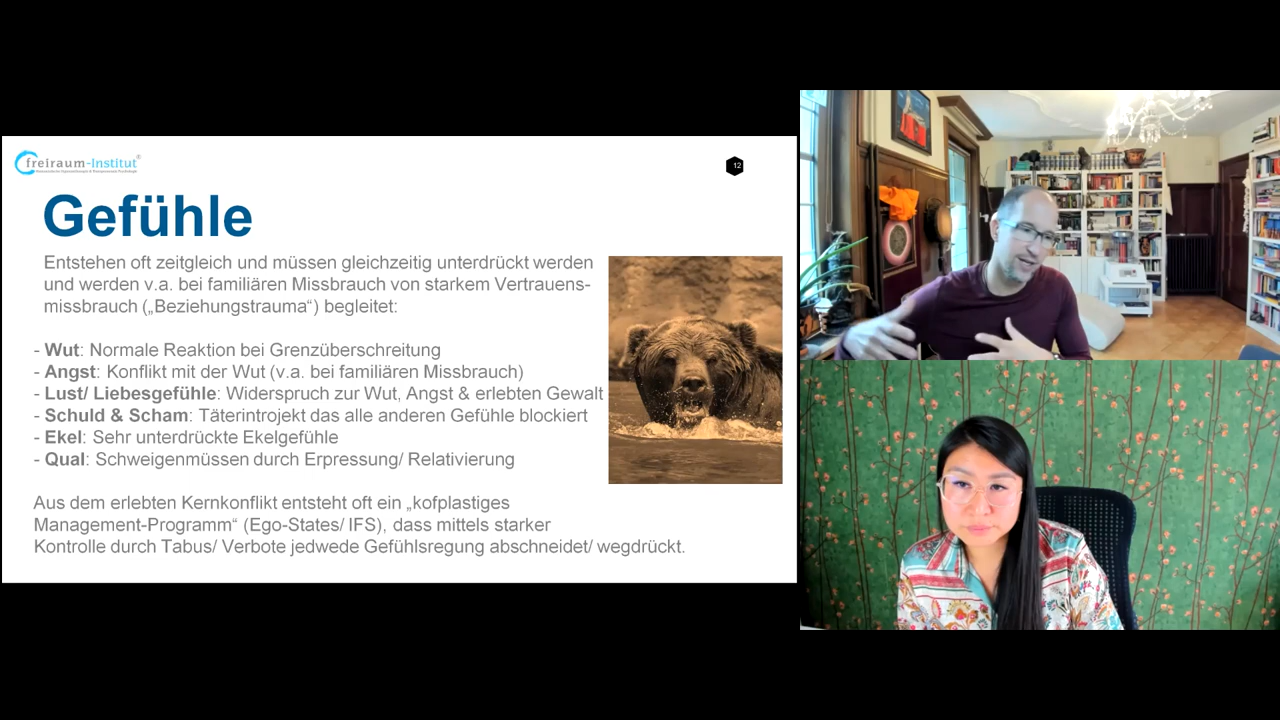 freiraum-Institut®
12
Gefühle
Entstehen oft zeitgleich und müssen gleichzeitig unterdrückt werden
und werden v.a. bei familiären Missbrauch von starkem Vertrauens-
missbrauch („Beziehungstrauma“) begleitet:
- Wut: Normale Reaktion bei Grenzüberschreitung
- Angst: Konflikt mit der Wut (v.a. bei familiären Missbrauch)
- Lust/ Liebesgefühle: Widerspruch zur Wut, Angst & erlebten Gewalt
- Schuld & Scham: Täterintrojekt das alle anderen Gefühle blockiert
- Ekel: Sehr unterdrückte Ekelgefühle
- Qual: Schweigenmüssen durch Erpressung/ Relativierung
Aus dem erlebten Kernkonflikt entsteht oft ein „kofplastiges
Management-Programm“ (Ego-States/ IFS), dass mittels starker
Kontrolle durch Tabus/ Verbote jedwede Gefühlsregung abschneidet/ wegdrückt.